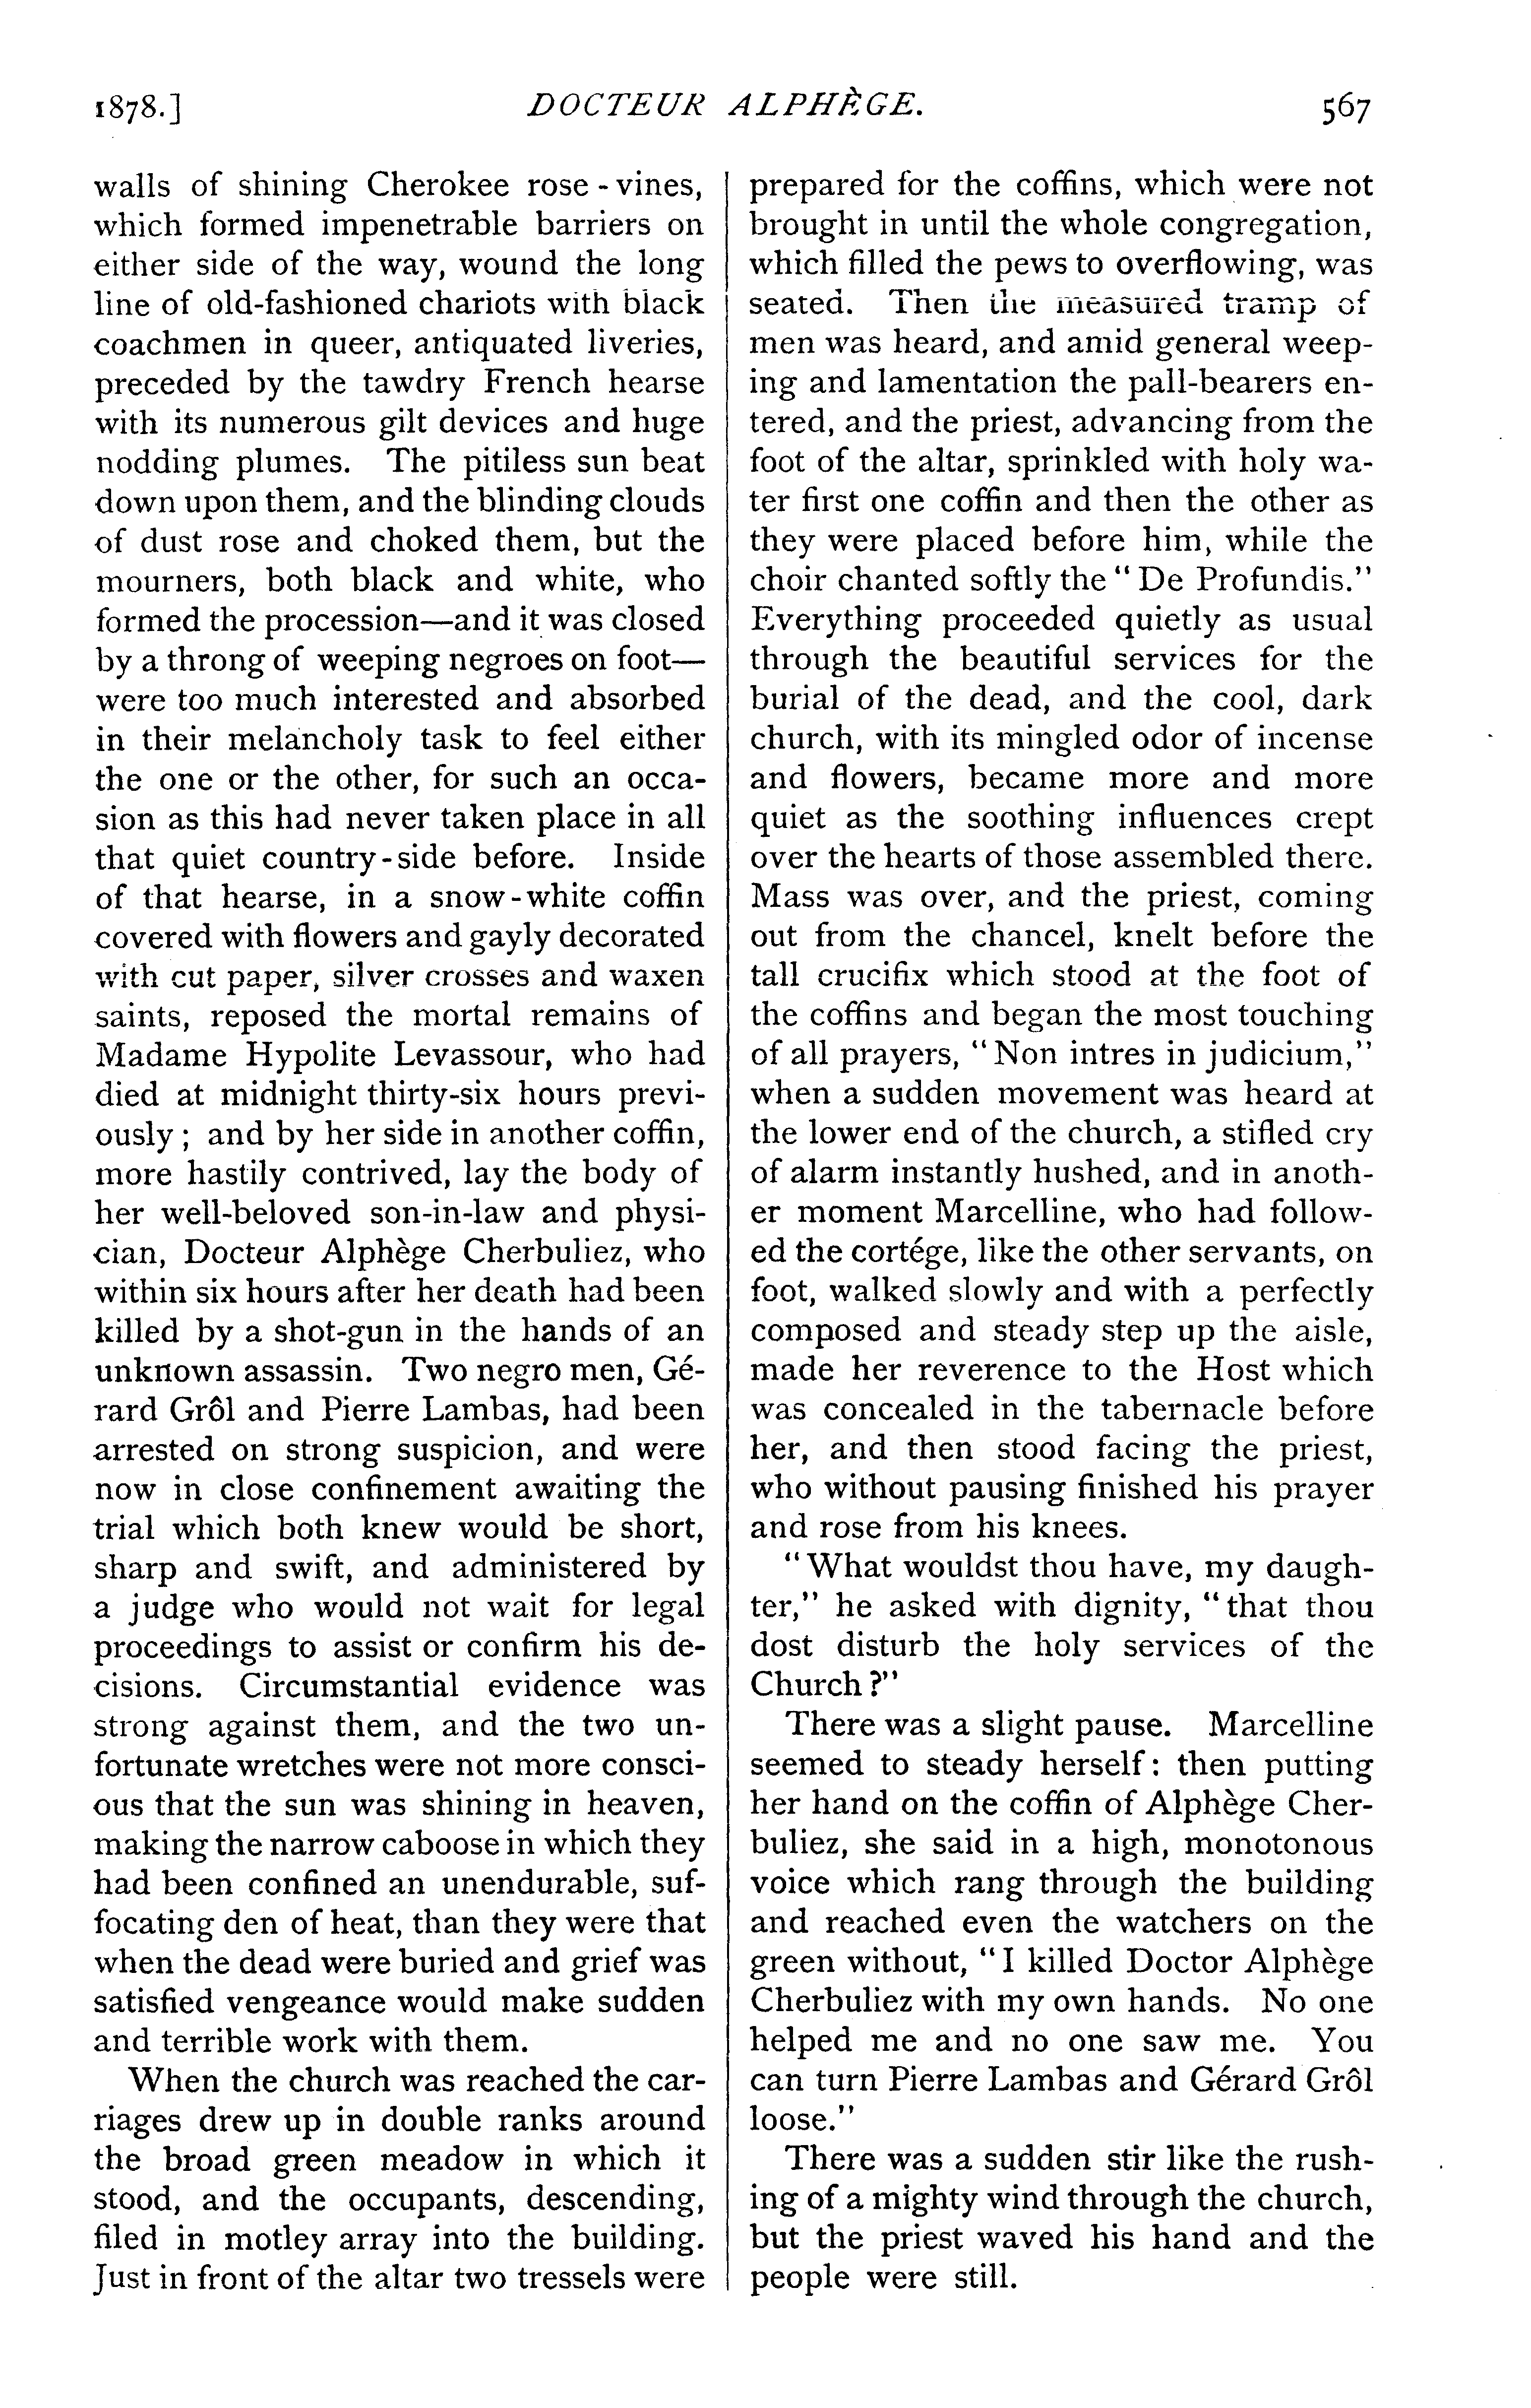 1878.] DOCTEUR ALPHÈGE. 567
walls of shining Cherokee rose-vines,
which formed impenetrable barriers on
either side of the way, wound the long
line of old-fashioned chariots with black
coachmen in queer, antiquated liveries,
preceded by the tawdry French hearse
with its numerous gilt devices and huge
nodding plumes. The pitiless sun beat
down upon them, and the blinding clouds
of dust rose and choked them, but the
mourners, both black and white, who
formed the procession—and it was closed
by a throng of weeping negroes on foot—
were too much interested and absorbed
in their melancholy task to feel either
the one or the other, for such an occa-
sion as this had never taken place in all
that quiet country-side before. Inside
of that hearse, in a snow-white coffin
covered with flowers and gayly decorated
with cut paper, silver crosses and waxen
saints, reposed the mortal remains of
Madame Hypolite Levassour, who had
died at midnight thirty-six hours previ-
ously; and by her side in another coffin,
more hastily contrived, lay the body of
her well-beloved son-in-law and physi-
cian, Docteur Alphège Cherbuliez, who
within six hours after her death had been
killed by a shot-gun in the hands of an
unknown assassin. Two negro men, Gé-
rard Grôl and Pierre Lambas, had been
arrested on strong suspicion, and were
now in close confinement awaiting the
trial which both knew would be short,
sharp and swift, and administered by
a judge who would not wait for legal
proceedings to assist or confirm his de-
cisions. Circumstantial evidence was
strong against them, and the two un-
fortunate wretches were not more consci-
ous that the sun was shining in heaven,
making the narrow caboose in which they
had been confined an unendurable, suf-
focating den of heat, than they were that
when the dead were buried and grief was
satisfied vengeance would make sudden
and terrible work with them.
When the church was reached the car-
riages drew up in double ranks around
the broad green meadow in which it
stood, and the occupants, descending,
filed in motley array into the building.
Just in front of the altar two tressels were
prepared for the coffins, which were not
brought in until the whole congregation,
which filled the pews to overflowing, was
seated. Then the measured tramp of
men was heard, and amid general weep-
ing and lamentation the pall-bearers en-
tered, and the priest, advancing from the
foot of the altar, sprinkled with holy wa-
ter first one coffin and then the other as
they were placed before him, while the
choir chanted softly the "De Profundis."
Everything proceeded quietly as usual
through the beautiful services for the
burial of the dead, and the cool, dark
church, with its mingled odor of incense
and flowers, became more and more
quiet as the soothing influences crept
over the hearts of those assembled there.
Mass was over, and the priest, coming
out from the chancel, knelt before the
tall crucifix which stood at the foot of
the coffins and began the most touching
of all prayers, "Non intres in judicium,"
when a sudden movement was heard at
the lower end of the church, a stifled cry
of alarm instantly hushed, and in anoth-
er moment Marcelline, who had follow-
ed the cortége, like the other servants, on
foot, walked slowly and with a perfectly
composed and steady step up the aisle,
made her reverence to the Host which
was concealed in the tabernacle before
her, and then stood facing the priest,
who without pausing finished his prayer
and rose from his knees.
"What wouldst thou have, my daugh-
ter," he asked with dignity, "that thou
dost disturb the holy services of the
Church?"
There was a slight pause. Marcelline
seemed to steady herself: then putting
her hand on the coffin of Alphège Cher-
buliez, she said in a high, monotonous
voice which rang through the building
and reached even the watchers on the
green without, "I killed Doctor Alphège
Cherbuliez with my own hands. No one
helped me and no one saw me. You
can turn Pierre Lambas and Gérard Grôl
loose."
There was a sudden stir like the rush-
ing of a mighty wind through the church,
but the priest waved his hand and the
people were still.